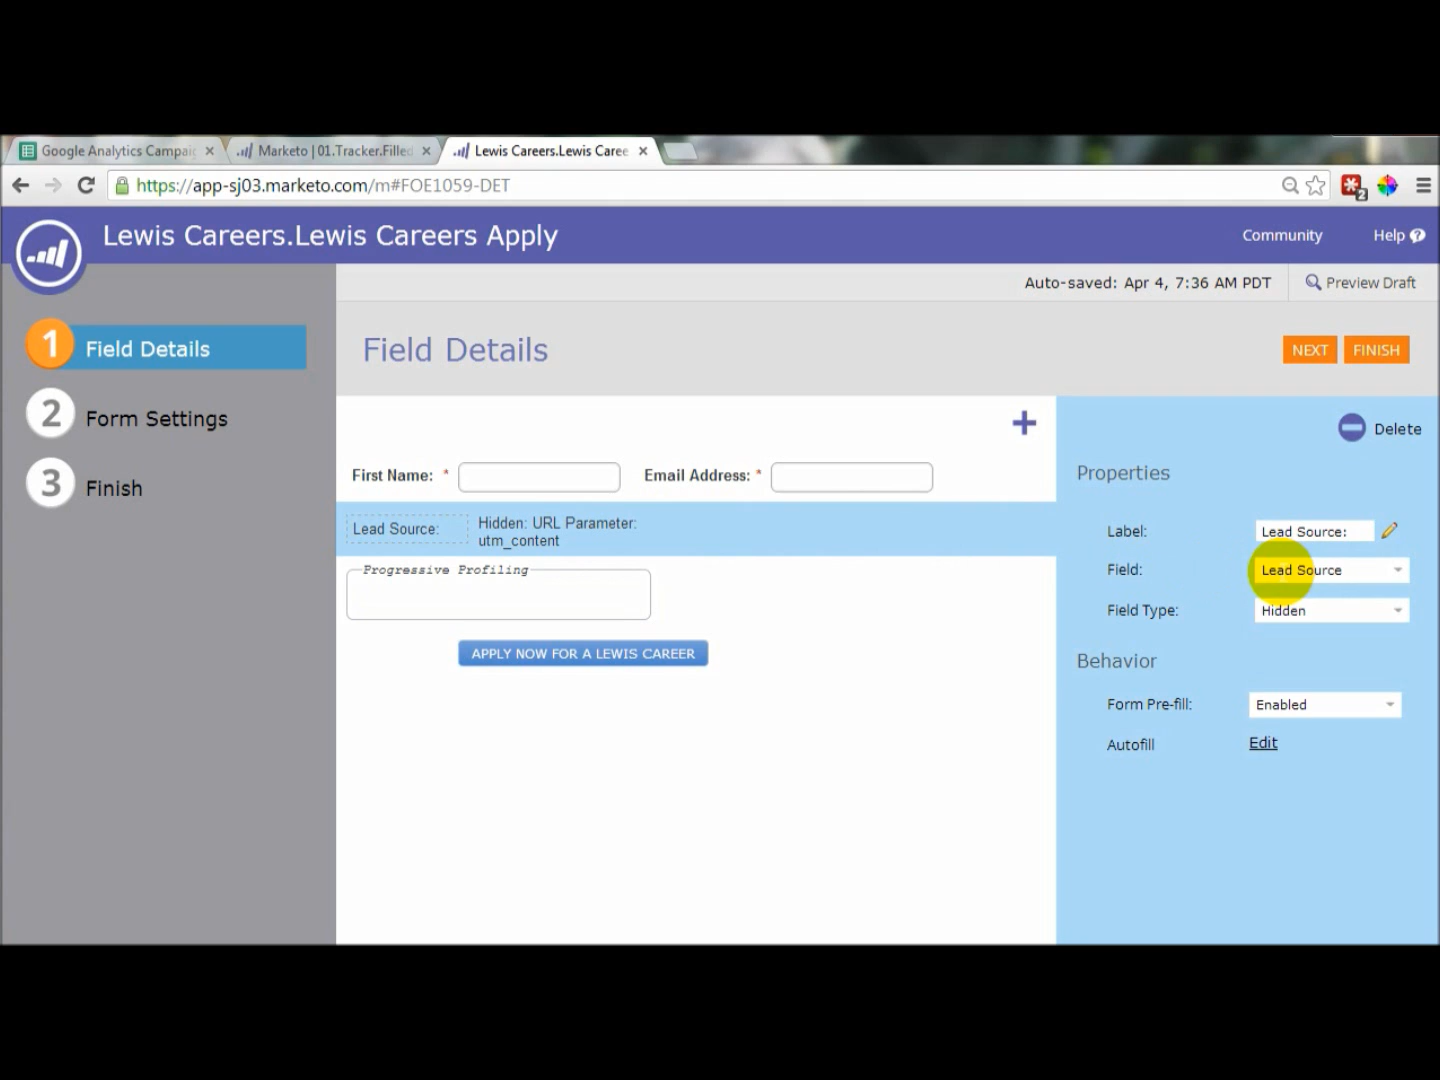 Google Analytics Campai
Marketo | 01.Tracker.Filled
Lewis Careers.Lewis Caree
https://app-sj03.marketo.com/m#FOE1059-DET
2
Lewis Careers.Lewis Careers Apply
Community
Help ?
Auto-saved: Apr 4, 7:36 AM PDT
Preview Draft
1 Field Details
Field Details
NEXT
FINISH
2 Form Settings
3 Finish
Delete
Properties
First Name: *
Email Address: *
Lead Source:
Hidden: URL Parameter:
utm_content
Label:
Lead Source:
Field:
Lead Source
Field Type:
Hidden
Progressive Profiling
APPLY NOW FOR A LEWIS CAREER
Behavior
Form Pre-fill:
Enabled
Autofill
Edit